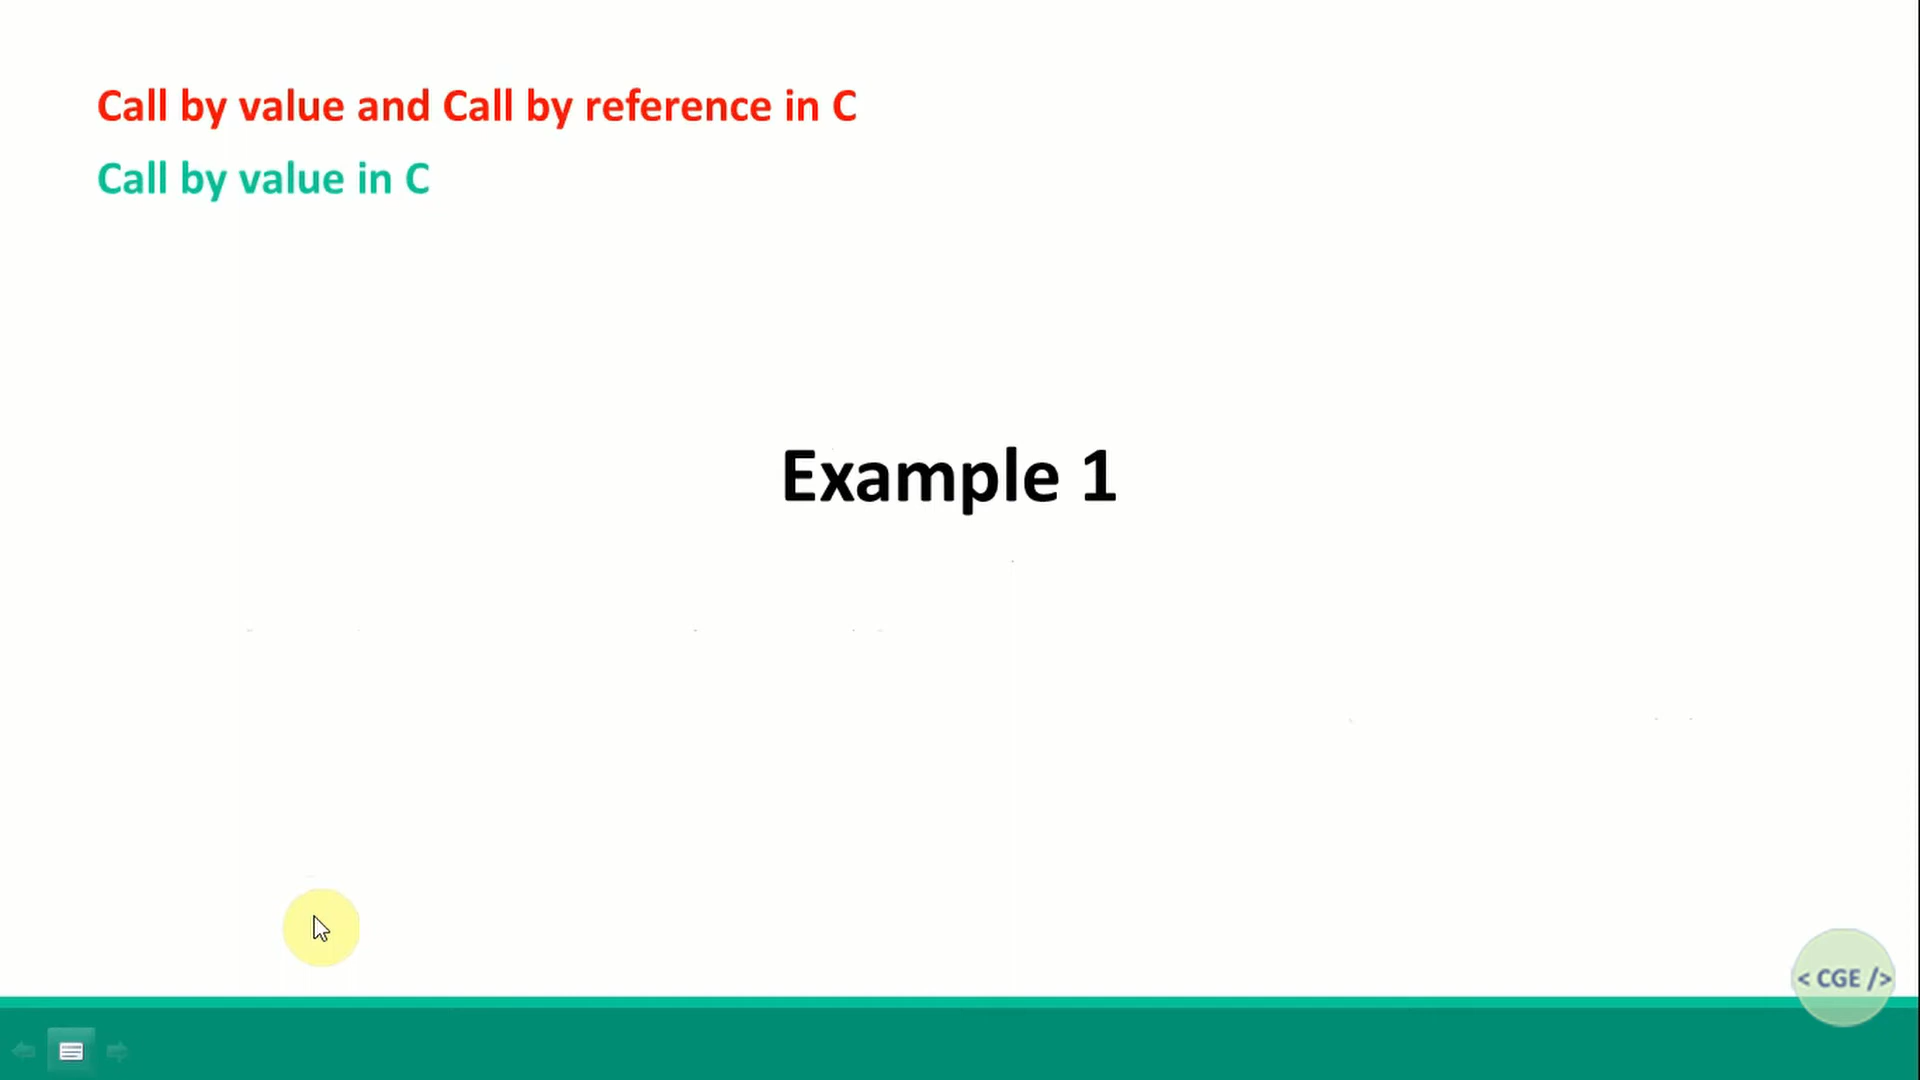 Call by value and Call by reference in C
Call by value in C
Example 1
< CGE />